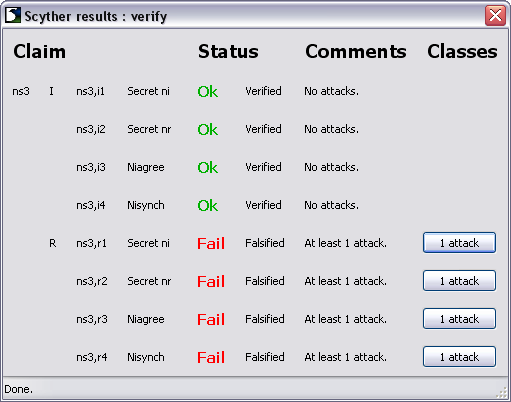 Scyther results : verify
Claim Status Comments Classes
ns3 I ns3,i1 Secret ni Ok Verified No attacks.
ns3,i2 Secret nr Ok Verified No attacks.
ns3,i3 Niagree Ok Verified No attacks.
ns3,i4 Nisynch Ok Verified No attacks.
R ns3,r1 Secret ni Fail Falsified At least 1 attack. 1 attack
ns3,r2 Secret nr Fail Falsified At least 1 attack. 1 attack
ns3,r3 Niagree Fail Falsified At least 1 attack. 1 attack
ns3,r4 Nisynch Fail Falsified At least 1 attack. 1 attack
Done.